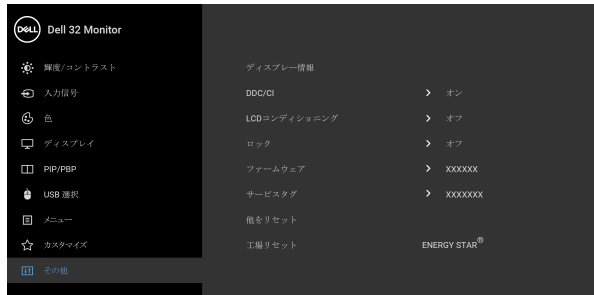 DELL
Dell 32 Monitor
輝度/コントラスト
入力信号
色
ディスプレイ
PIP/PBP
USB 選択
メニュー
カスタマイズ
その他
ディスプレー情報
DDC/CI オン
LCDコンディショニング オフ
ロック オフ
ファームウェア XXXXXX
サービスタグ XXXXXXX
他をリセット
工場リセット ENERGY STAR®